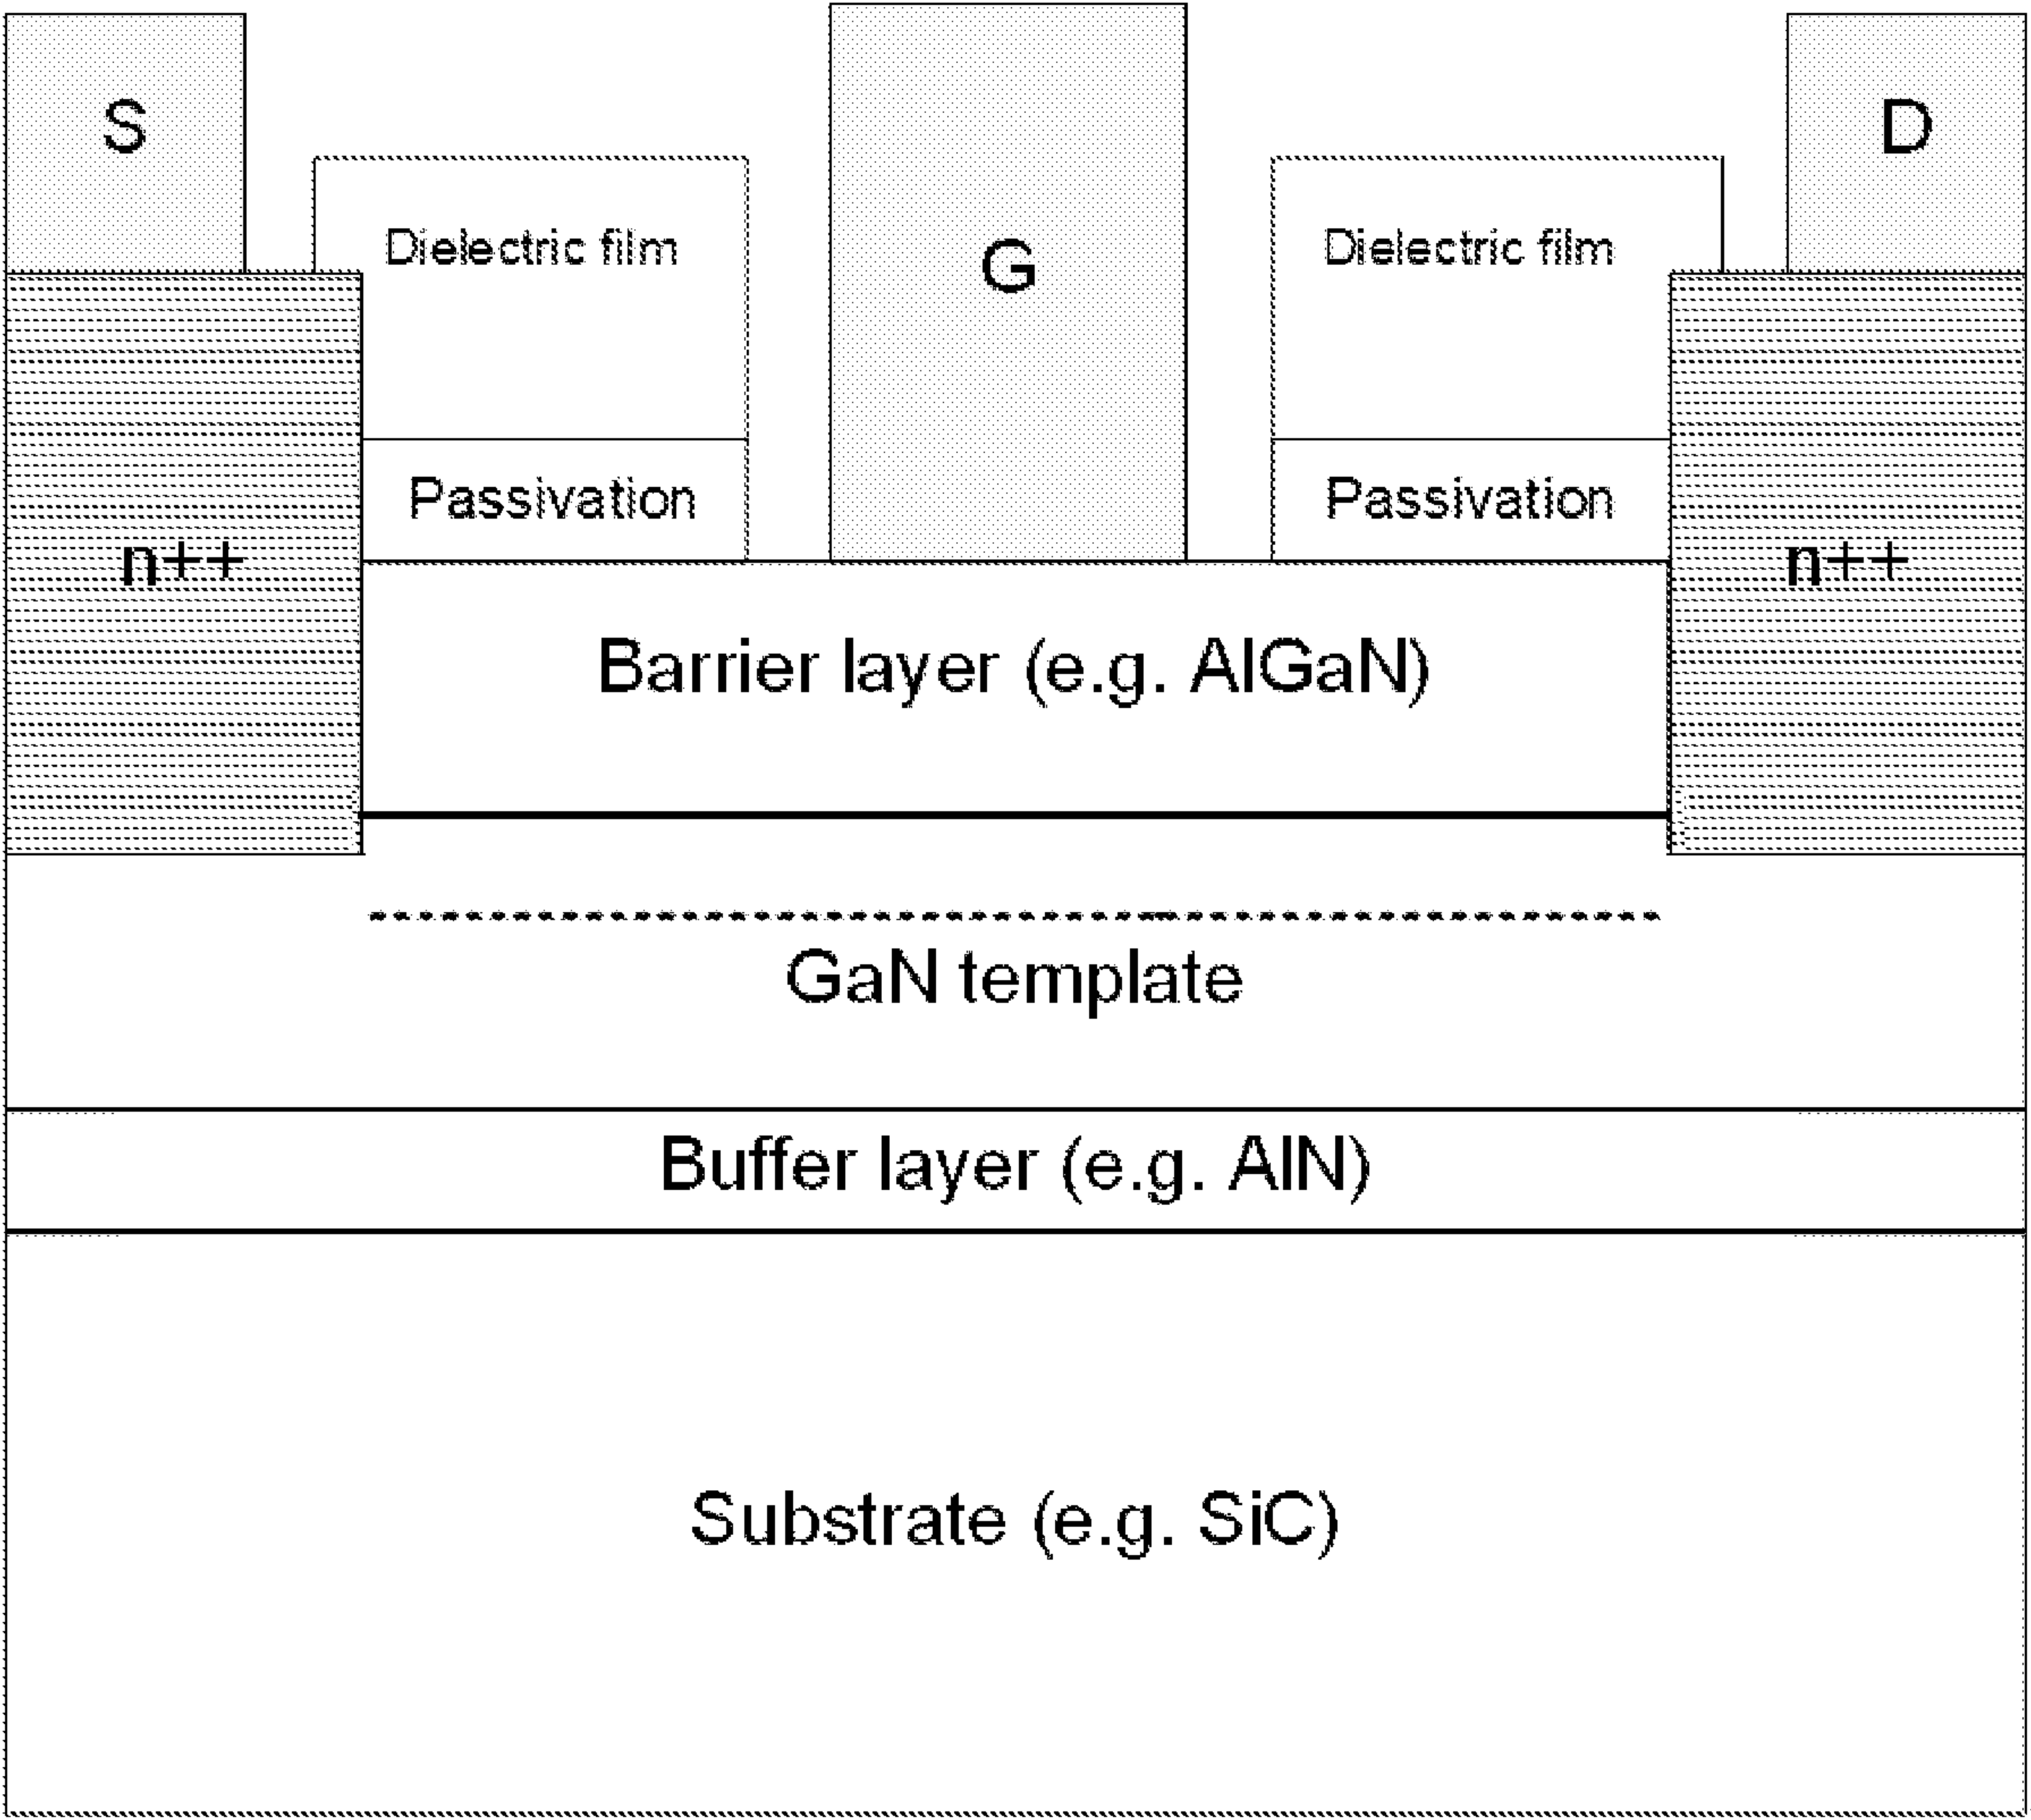 S
D
G
Dielectric film
Dielectric film
Passivation
Passivation
n++
n++
Barrier layer (e.g. AlGaN)
GaN template
Buffer layer (e.g. AlN)
Substrate (e.g. SiC)